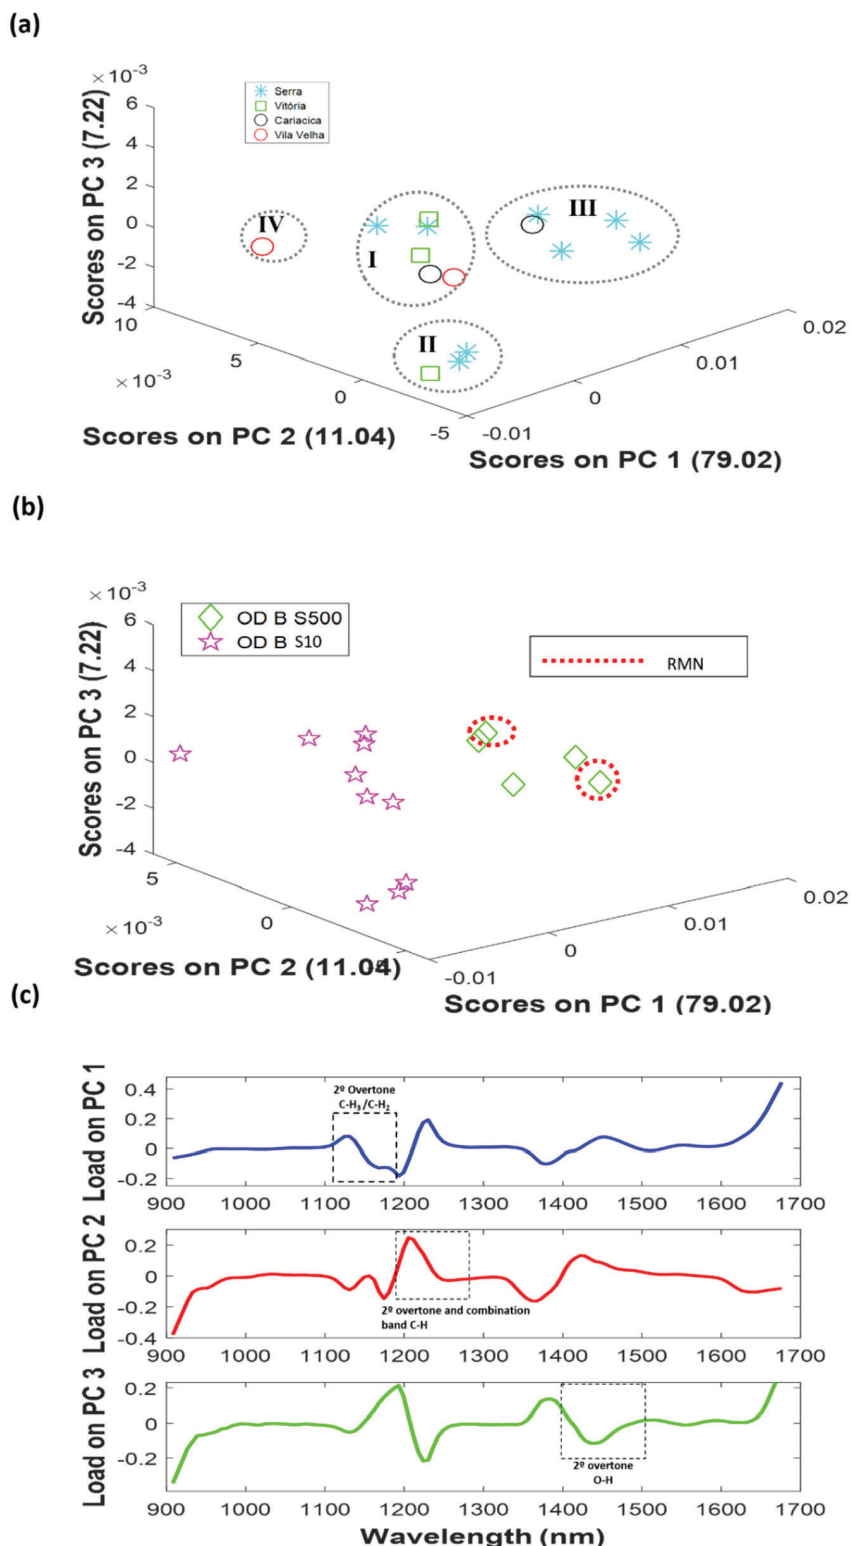 (a)
×10⁻³
6
4
2
0
-2
-4
Scores on PC 3 (7.22)
Serra
Vitória
Cariacica
Vila Velha
IV
I
II
III
10
5
0
-5
×10⁻³
Scores on PC 2 (11.04)
-0.01
0
0.01
0.02
Scores on PC 1 (79.02)
(b)
×10⁻³
6
4
2
0
-2
-4
Scores on PC 3 (7.22)
OD B S500
OD B S10
RMN
5
0
×10⁻³
Scores on PC 2 (11.04)
-0.01
0
0.01
0.02
Scores on PC 1 (79.02)
(c)
Load on PC 1
0.4
0.2
0
-0.2
2º Overtone
C-H₃/C-H₂
900 1000 1100 1200 1300 1400 1500 1600 1700
Load on PC 2
0.2
0
-0.2
-0.4
2º overtone and combination
band C-H
900 1000 1100 1200 1300 1400 1500 1600 1700
Load on PC 3
0.2
0
-0.2
2º overtone
O-H
900 1000 1100 1200 1300 1400 1500 1600 1700
Wavelength (nm)